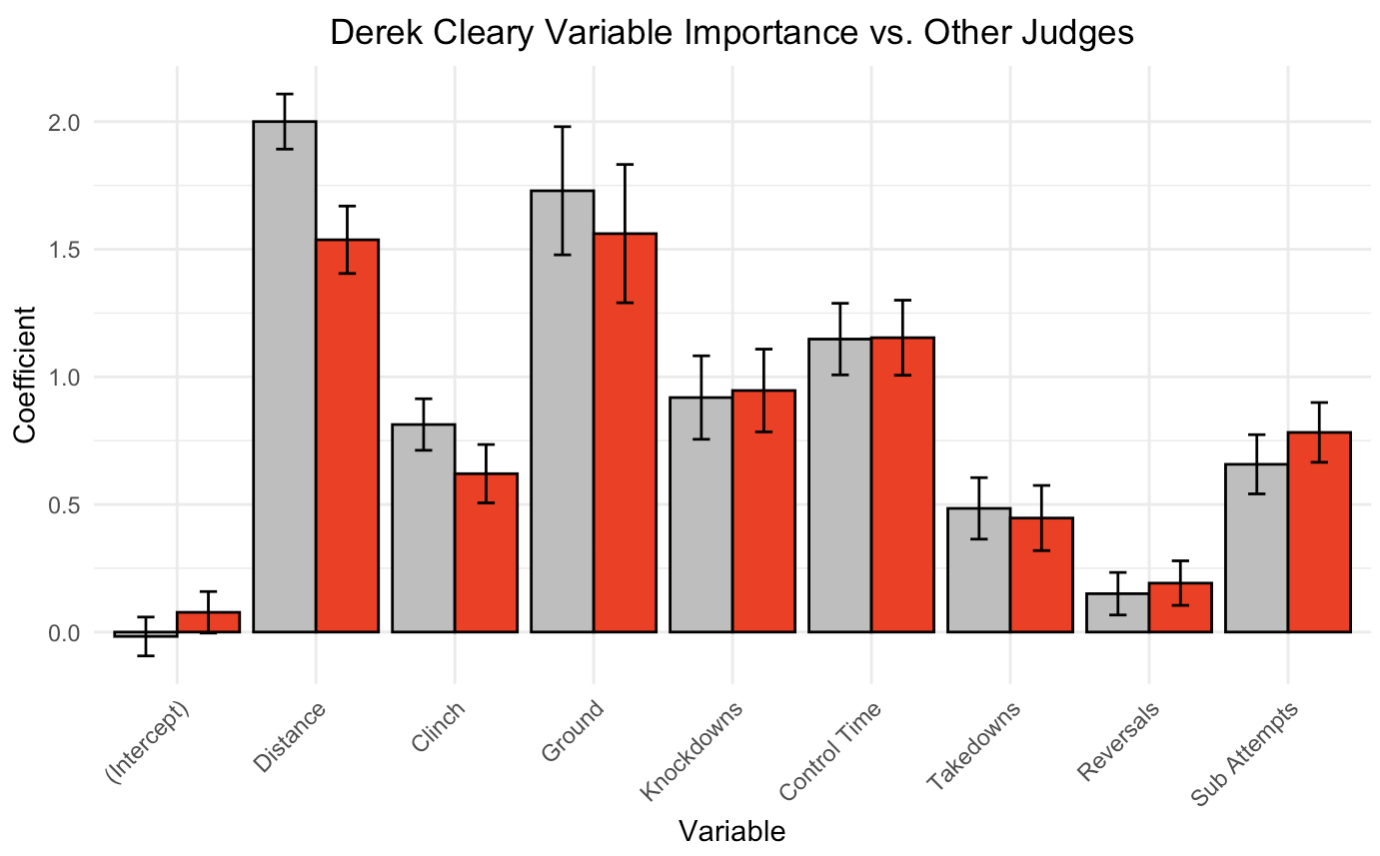 Derek Cleary Variable Importance vs. Other Judges
Coefficient
2.0
1.5
1.0
0.5
0.0
(Intercept)
Distance
Clinch
Ground
Knockdowns
Control Time
Takedowns
Reversals
Sub Attempts
Variable